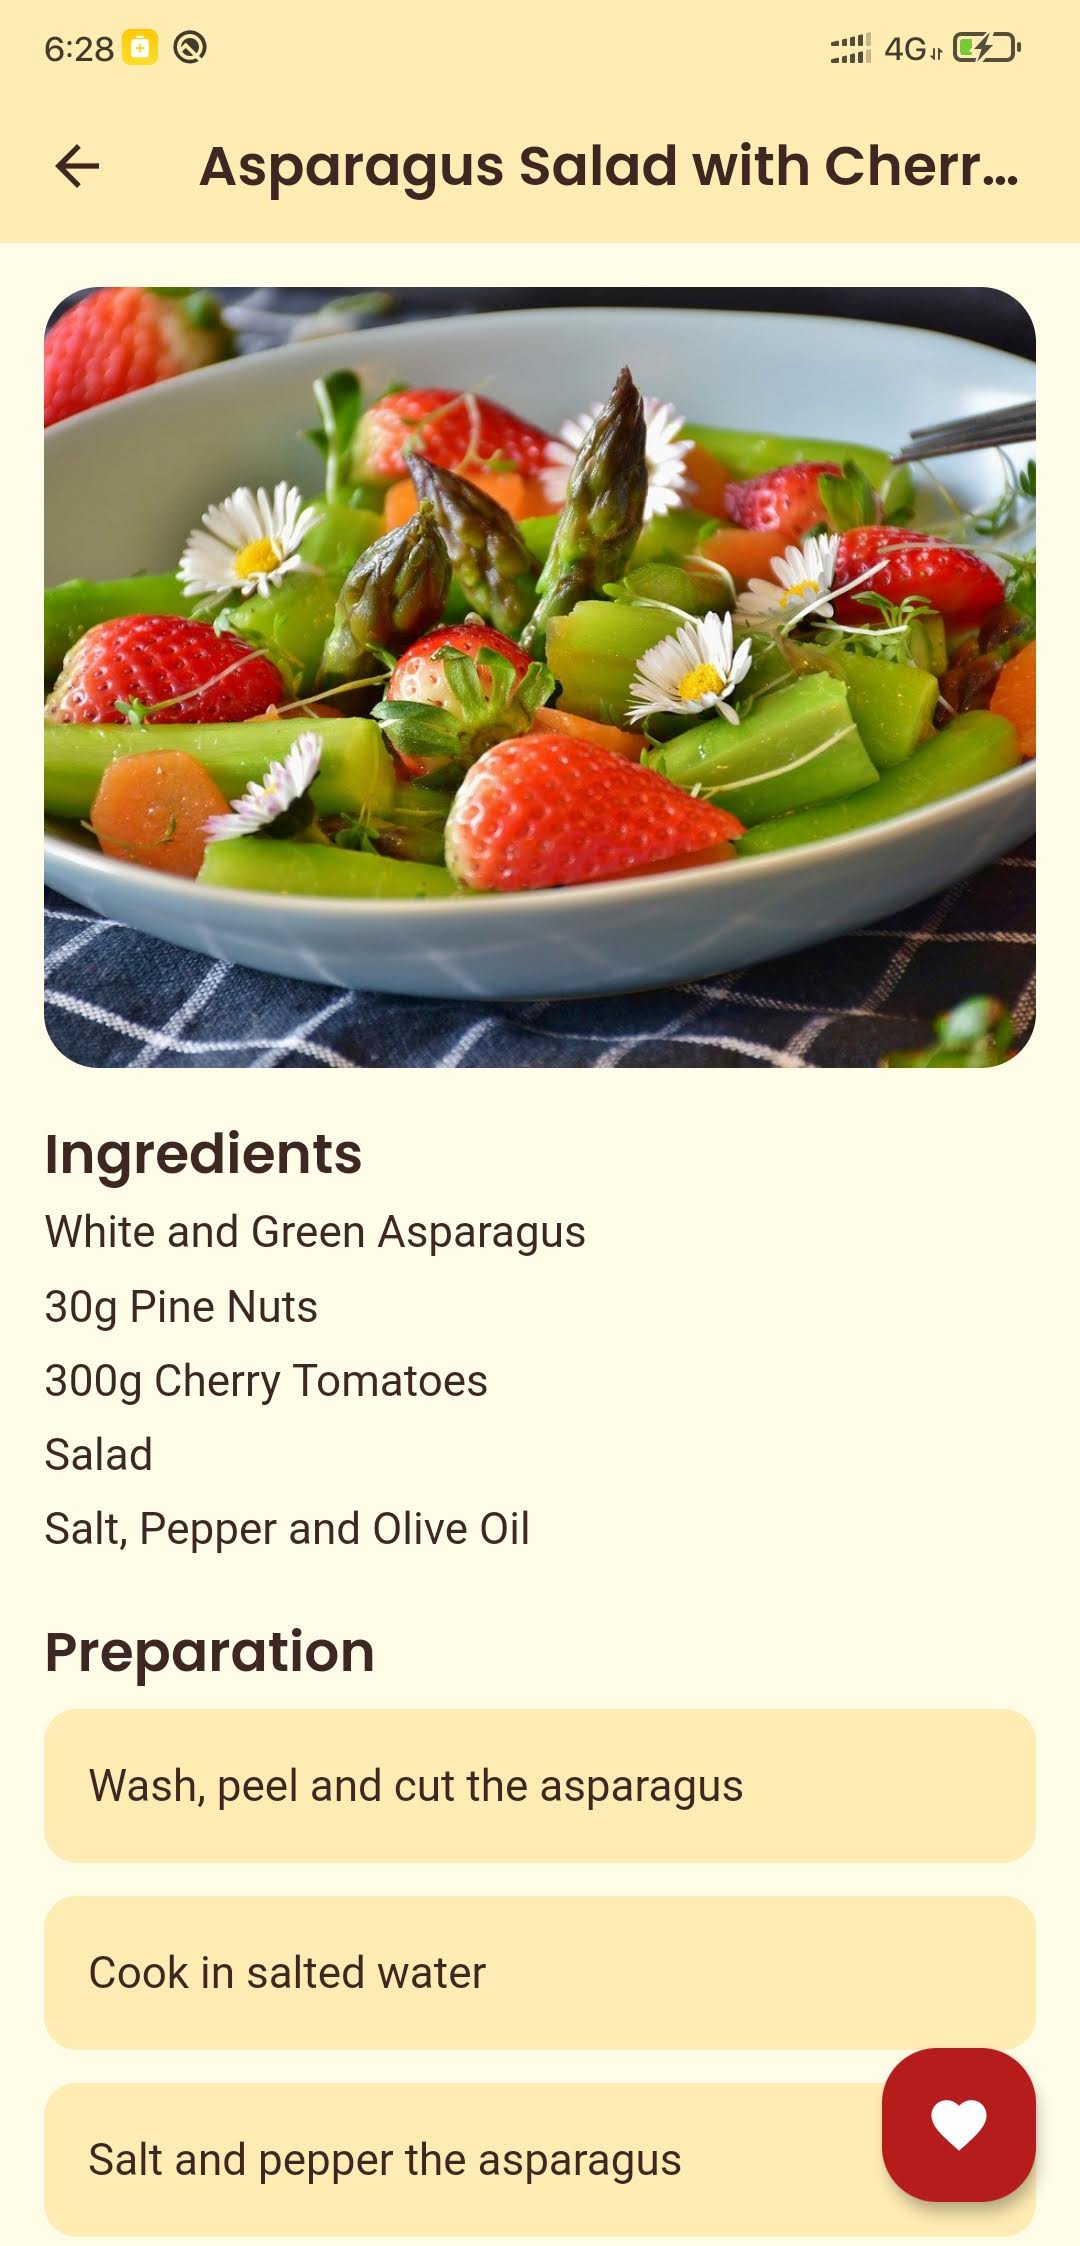 6:28
4G
Asparagus Salad with Cherr...
Ingredients
White and Green Asparagus
30g Pine Nuts
300g Cherry Tomatoes
Salad
Salt, Pepper and Olive Oil
Preparation
Wash, peel and cut the asparagus
Cook in salted water
Salt and pepper the asparagus